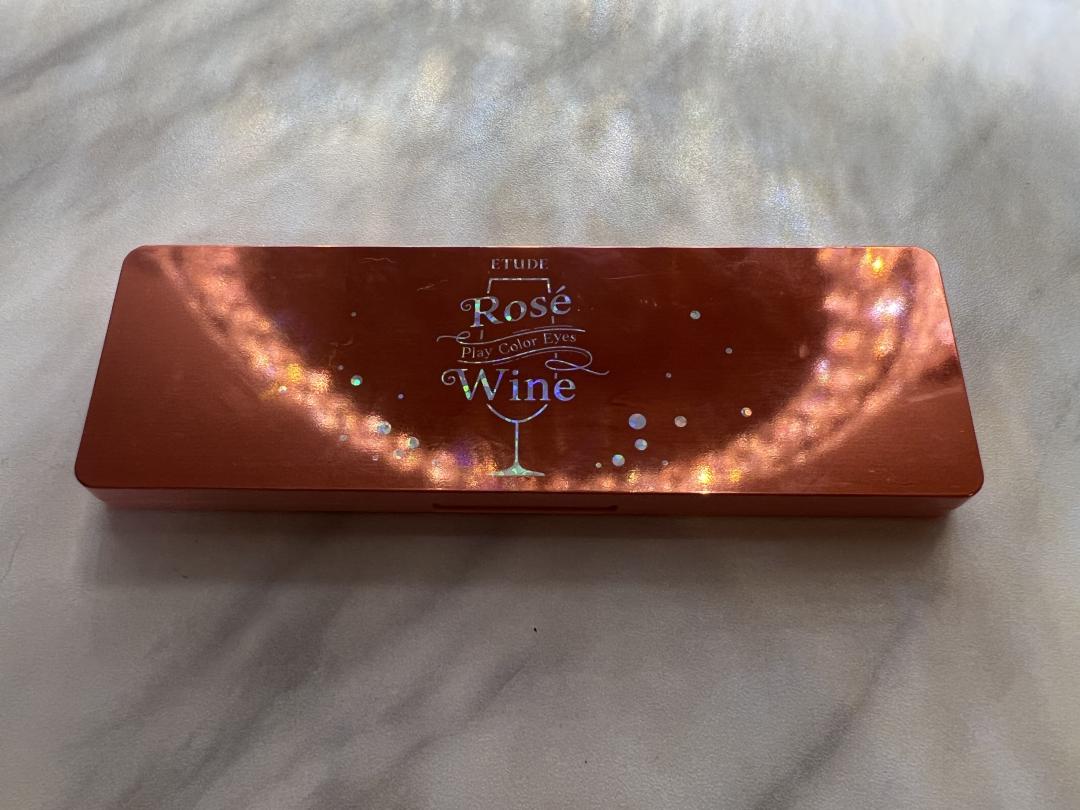 ETUDE
Rosé
Play Color Eyes
Wine